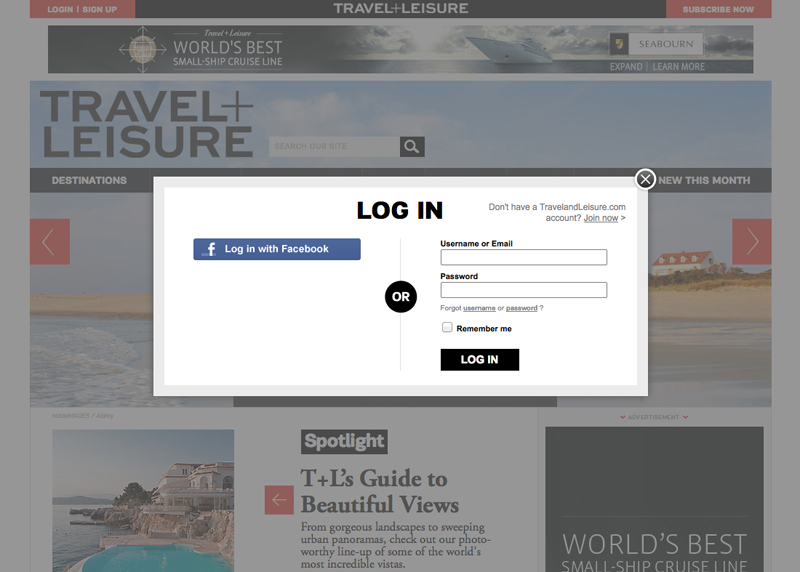 LOGIN | SIGN UP
TRAVEL+LEISURE
SUBSCRIBE NOW
Travel + Leisure
WORLD'S BEST
SMALL-SHIP CRUISE LINE
SEABOURN
EXPAND | LEARN MORE
TRAVEL+
LEISURE
SEARCH OUR SITE
DESTINATIONS
NEW THIS MONTH
LOG IN
Don't have a TravelandLeisure.com
account? Join now >
Log in with Facebook
OR
Username or Email
Password
Forgot username or password ?
Remember me
LOG IN
ADVERTISEMENT
Spotlight
T+L's Guide to
Beautiful Views
From gorgeous landscapes to sweeping
urban panoramas, check out our photo-
worthy line-up of some of the world's
most incredible vistas.
WORLD'S BEST
SMALL-SHIP CRUISE LINE